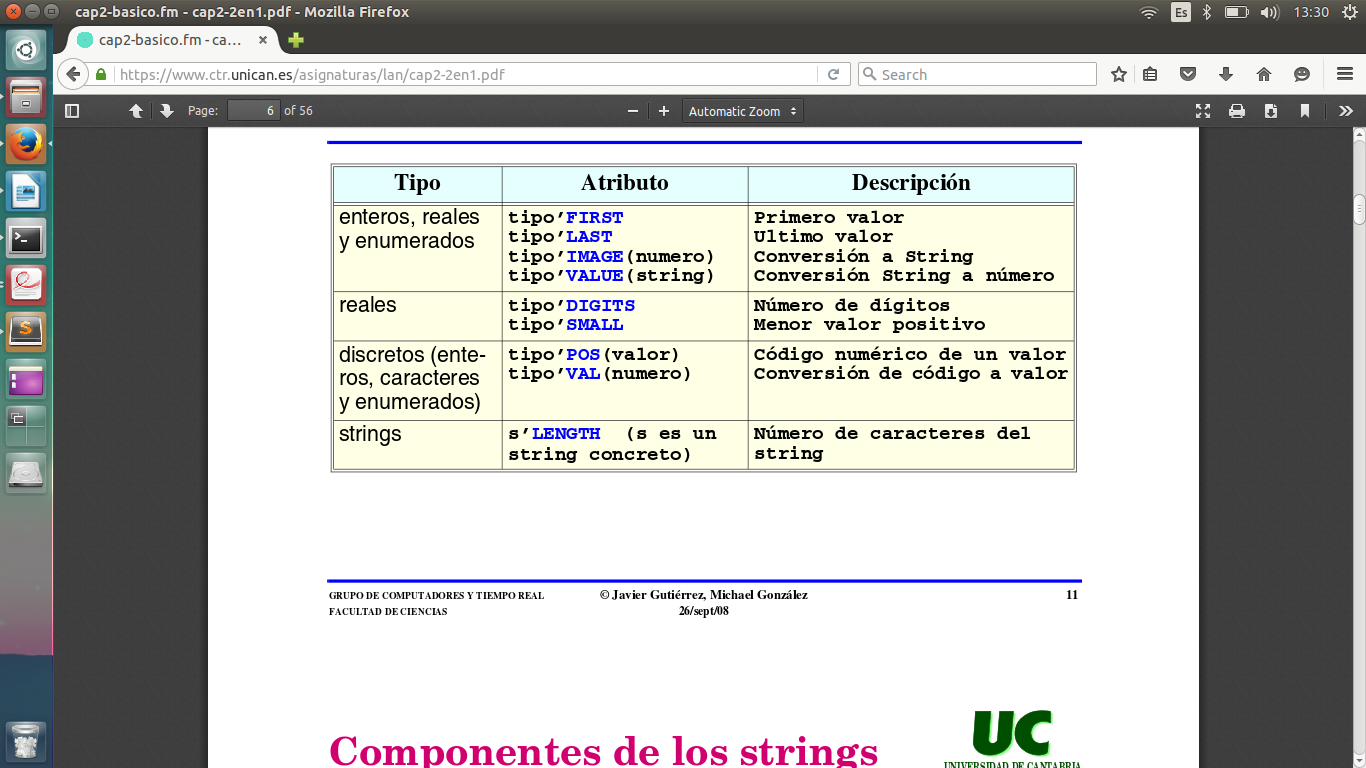 cap2-basico.fm - cap2-2en1.pdf - Mozilla Firefox
Es
13:30
cap2-basico.fm - ca...
https://www.ctr.unican.es/asignaturas/lan/cap2-2en1.pdf
Search
Page: 6 of 56
Automatic Zoom
Tipo Atributo Descripción
enteros, reales
y enumerados
tipo’FIRST Primero valor
tipo’LAST Ultimo valor
tipo’IMAGE(numero) Conversión a String
tipo’VALUE(string) Conversión String a número
reales
tipo’DIGITS Número de dígitos
tipo’SMALL Menor valor positivo
discretos (ente-
ros, caracteres
y enumerados)
tipo’POS(valor) Código numérico de un valor
tipo’VAL(numero) Conversión de código a valor
strings
s’LENGTH (s es un
string concreto)
Número de caracteres del
string
GRUPO DE COMPUTADORES Y TIEMPO REAL
FACULTAD DE CIENCIAS
© Javier Gutiérrez, Michael González
26/sept/08
11
Componentes de los strings
UC
UNIVERSIDAD DE CANTABRIA